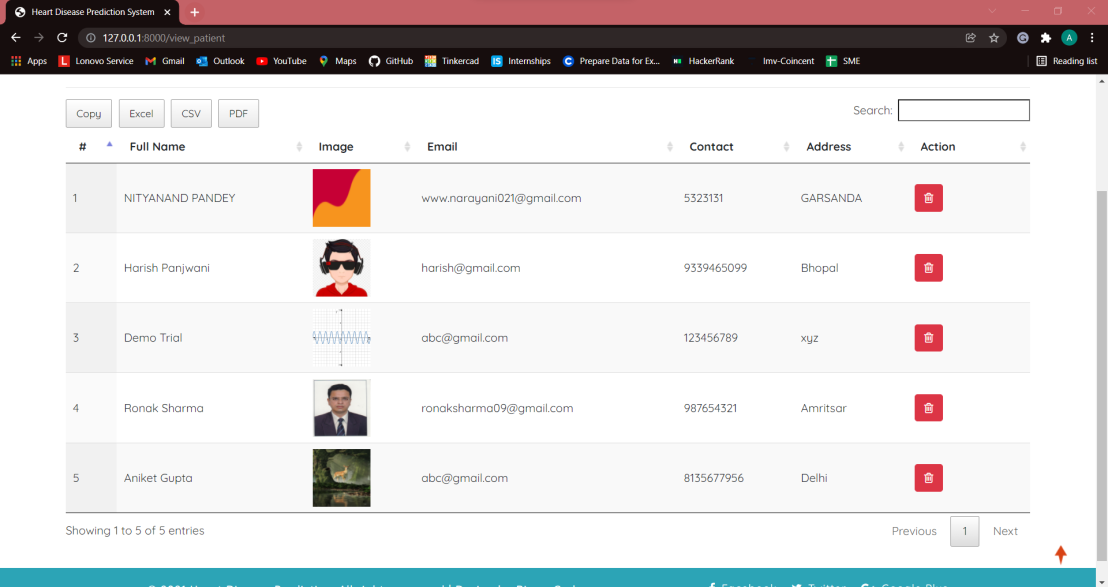 Heart Disease Prediction System
127.0.0.1:8000/view_patient
Apps Lonovo Service Gmail Outlook YouTube Maps GitHub Tinkercad Internships Prepare Data for Ex... HackerRank Imv-Coincent SME Reading list
Copy Excel CSV PDF Search:
# Full Name Image Email Contact Address Action
1 NITYANAND PANDEY www.narayani021@gmail.com 5323131 GARSANDA
2 Harish Panjwani harish@gmail.com 9339465099 Bhopal
3 Demo Trial abc@gmail.com 123456789 xyz
4 Ronak Sharma ronaksharma09@gmail.com 987654321 Amritsar
5 Aniket Gupta abc@gmail.com 8135677956 Delhi
Showing 1 to 5 of 5 entries Previous 1 Next